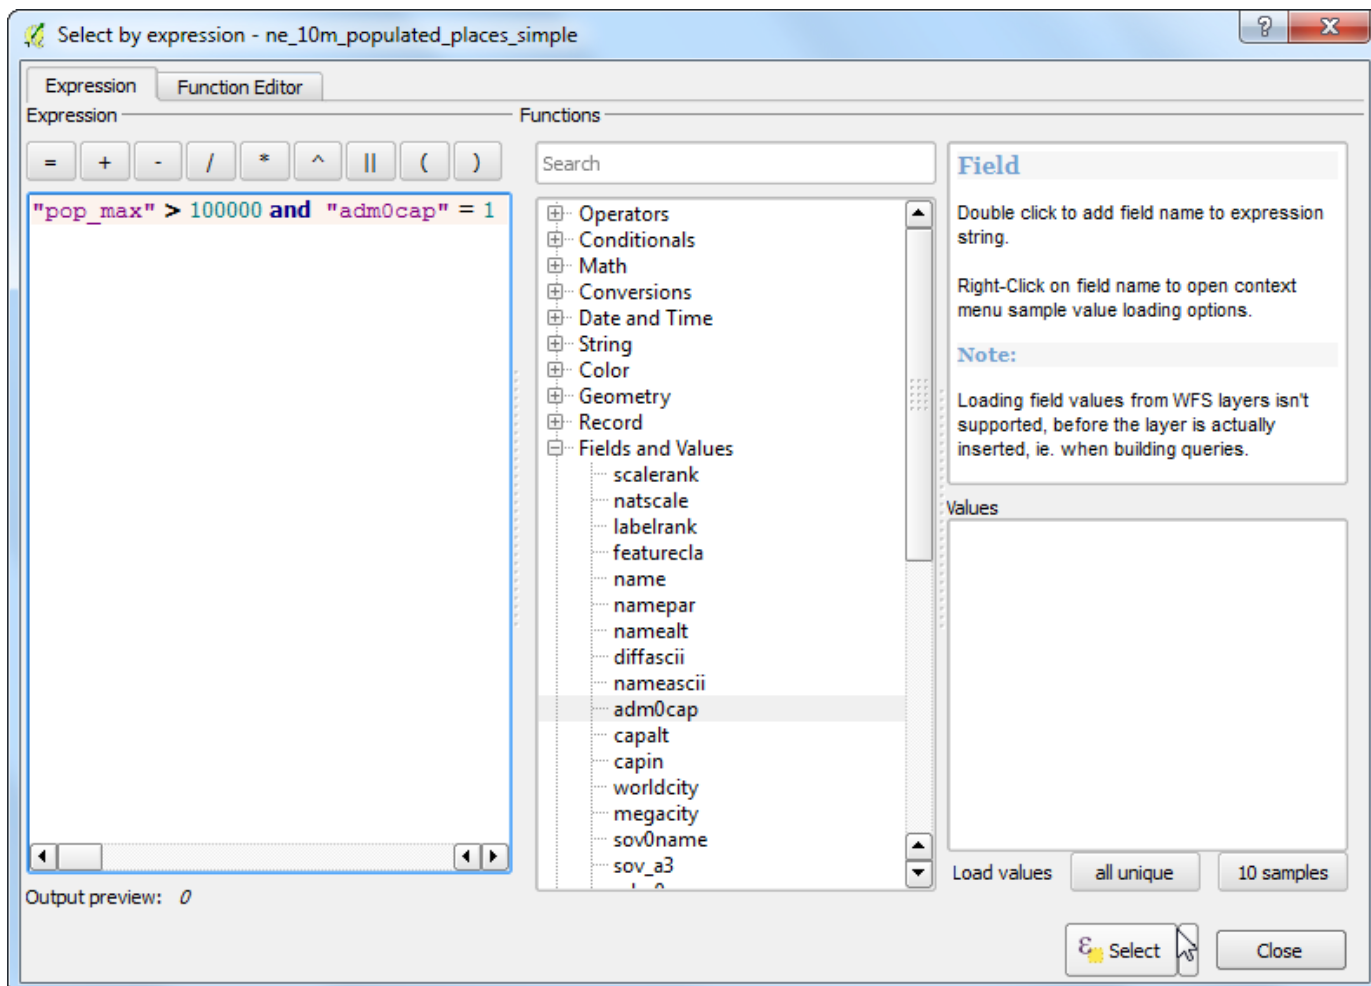 Select by expression - ne_10m_populated_places_simple
Expression
Function Editor
Expression
Functions
= + - / * ^ || ( )
"pop_max" > 100000 and "adm0cap" = 1
Output preview: 0
Search
Operators
Conditionals
Math
Conversions
Date and Time
String
Color
Geometry
Record
Fields and Values
scalerank
natscale
labelrank
featurecla
name
namepar
namealt
diffascii
nameascii
adm0cap
capalt
capin
worldcity
megacity
sov0name
sov_a3
Field
Double click to add field name to expression
string.
Right-Click on field name to open context
menu sample value loading options.
Note:
Loading field values from WFS layers isn't
supported, before the layer is actually
inserted, ie. when building queries.
Values
Load values
all unique
10 samples
Select
Close